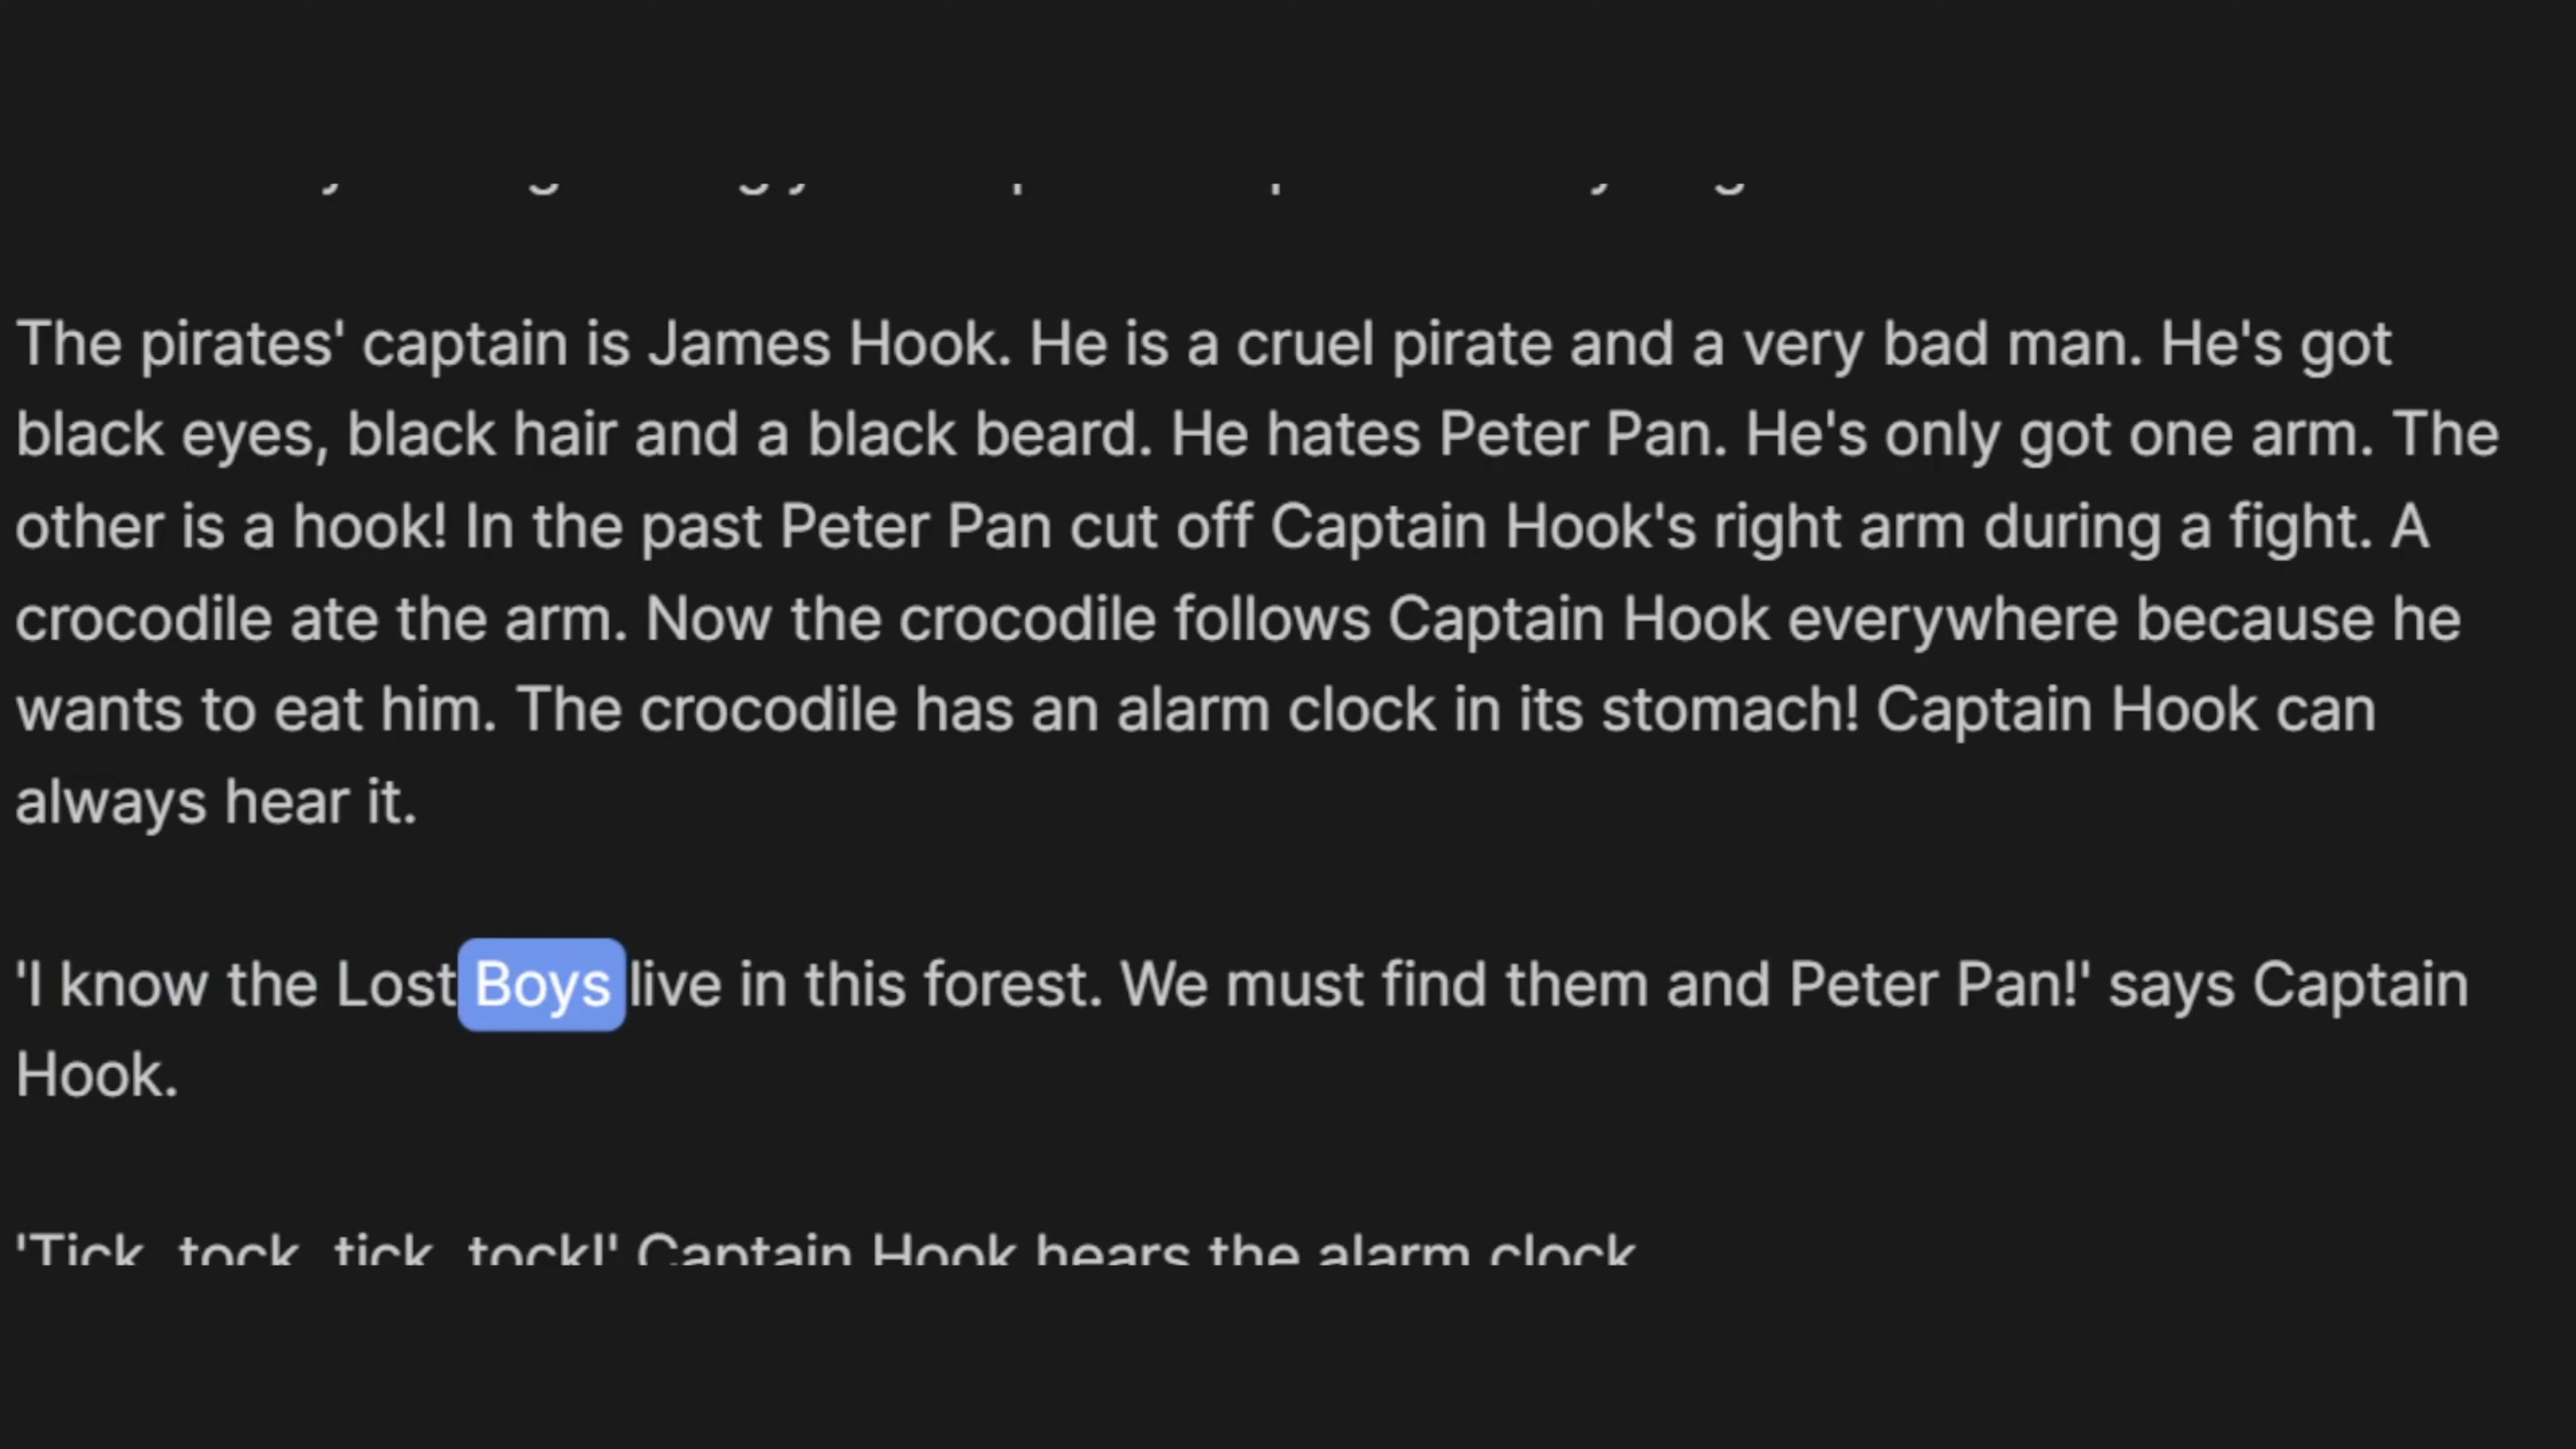 The pirates' captain is James Hook. He is a cruel pirate and a very bad man. He's got
black eyes, black hair and a black beard. He hates Peter Pan. He's only got one arm. The
other is a hook! In the past Peter Pan cut off Captain Hook's right arm during a fight. A
crocodile ate the arm. Now the crocodile follows Captain Hook everywhere because he
wants to eat him. The crocodile has an alarm clock in its stomach! Captain Hook can
always hear it.
'I know the Lost Boys live in this forest. We must find them and Peter Pan!' says Captain
Hook.
'Tick, tock, tick, tock!' Captain Hook hears the alarm clock